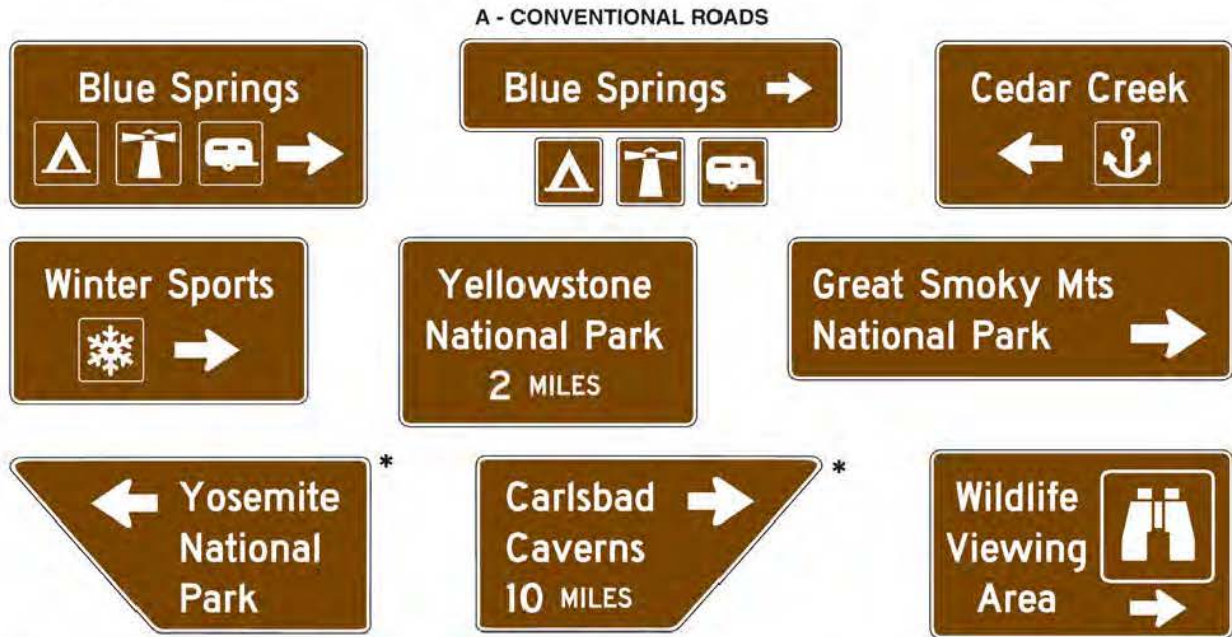 A - CONVENTIONAL ROADS
Blue Springs
Blue Springs
Cedar Creek
Winter Sports
Yellowstone
National Park
2 MILES
Great Smoky Mts
National Park
*
Yosemite
National
Park
*
Carlsbad
Caverns
10 MILES
Wildlife
Viewing
Area